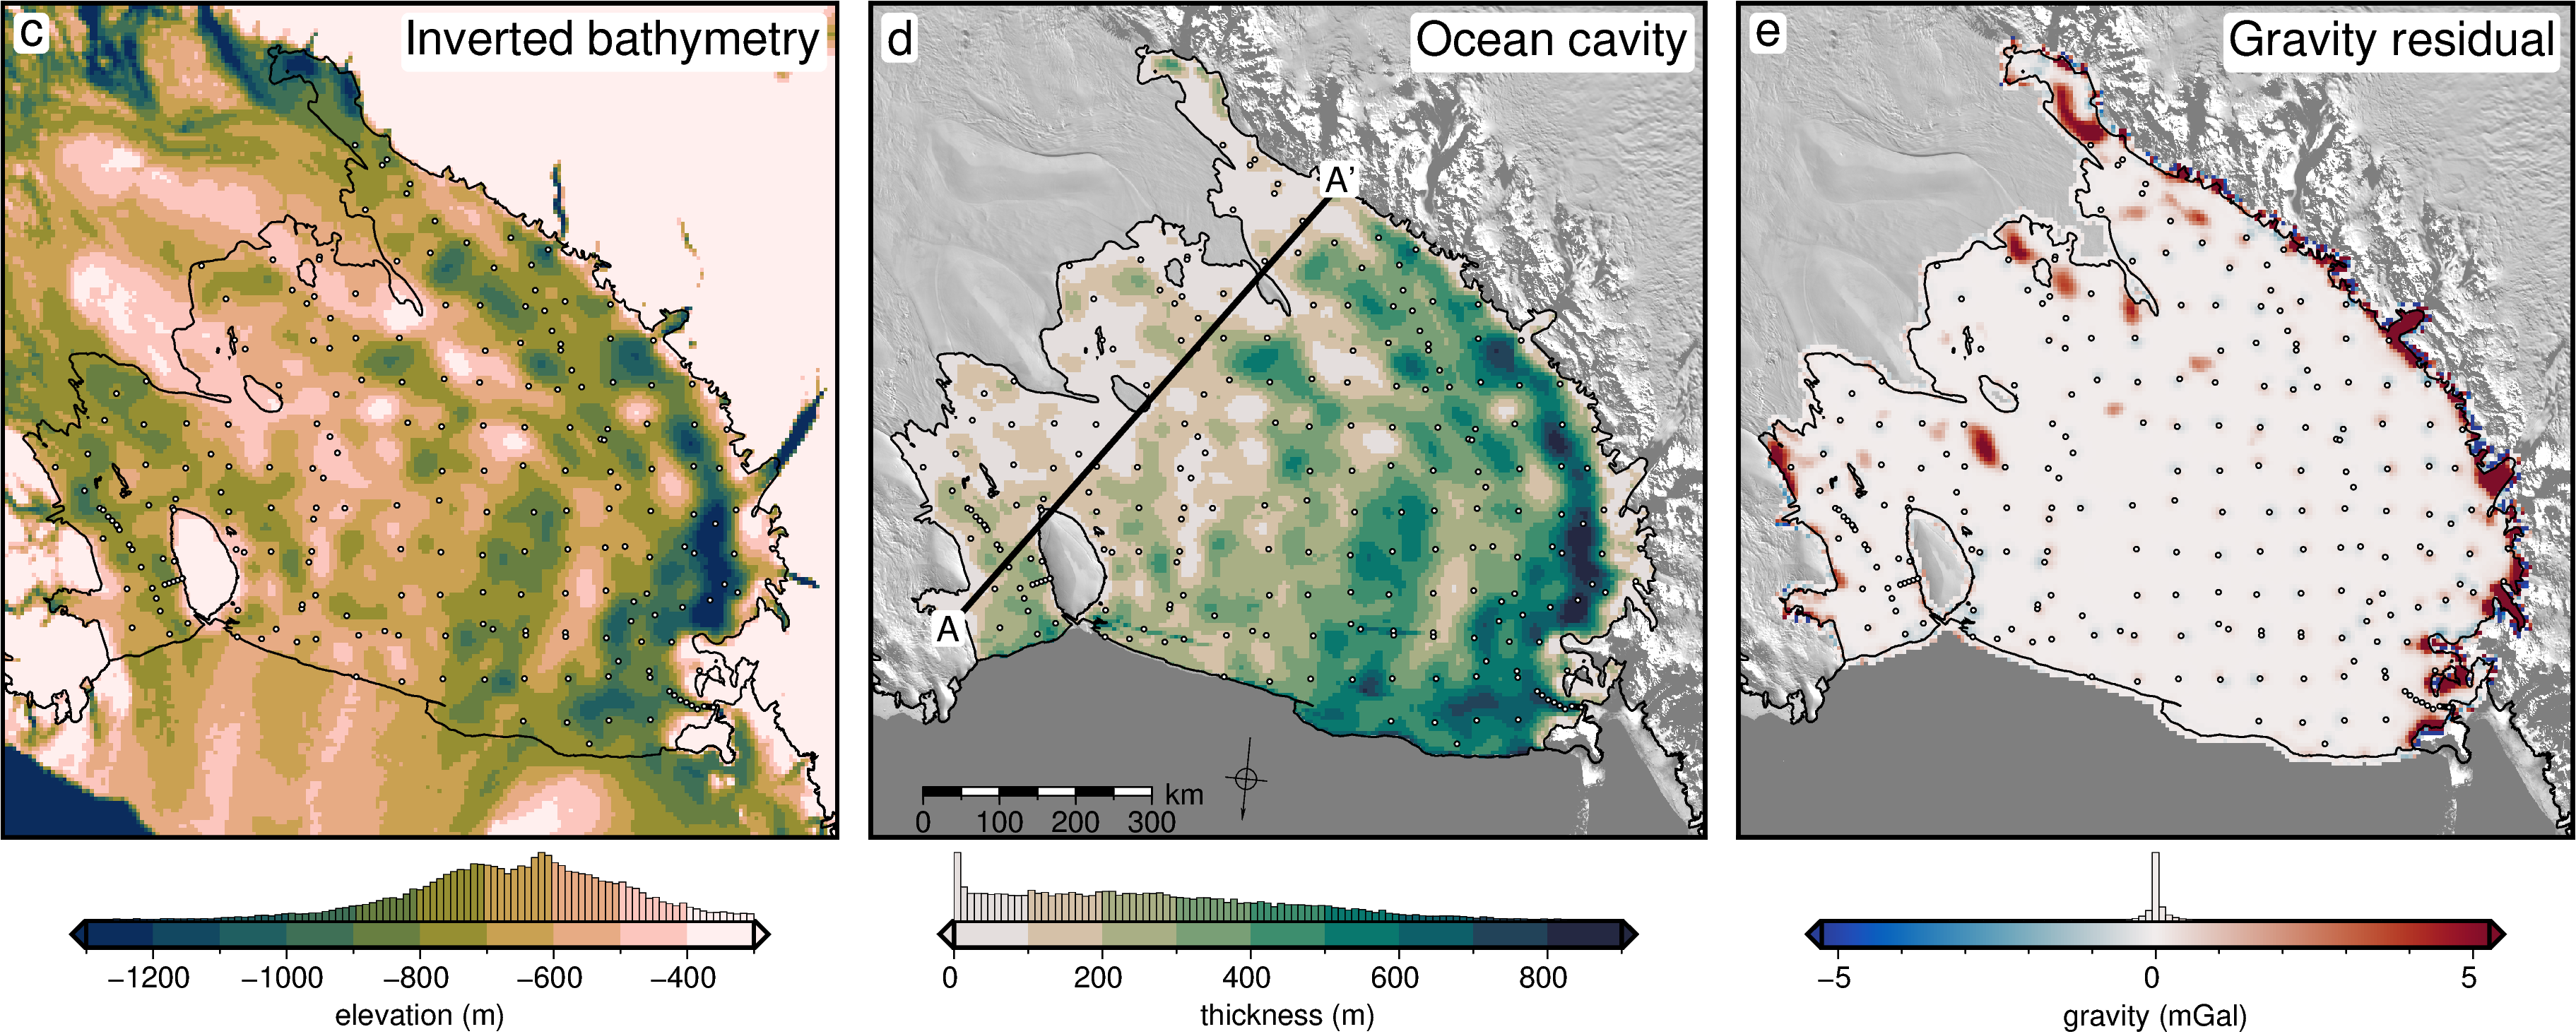 c
Inverted bathymetry
d
Ocean cavity
e
Gravity residual
A’
A
km
0 100 200 300
−1200 −1000 −800 −600 −400
elevation (m)
0 200 400 600 800
thickness (m)
−5 0 5
gravity (mGal)